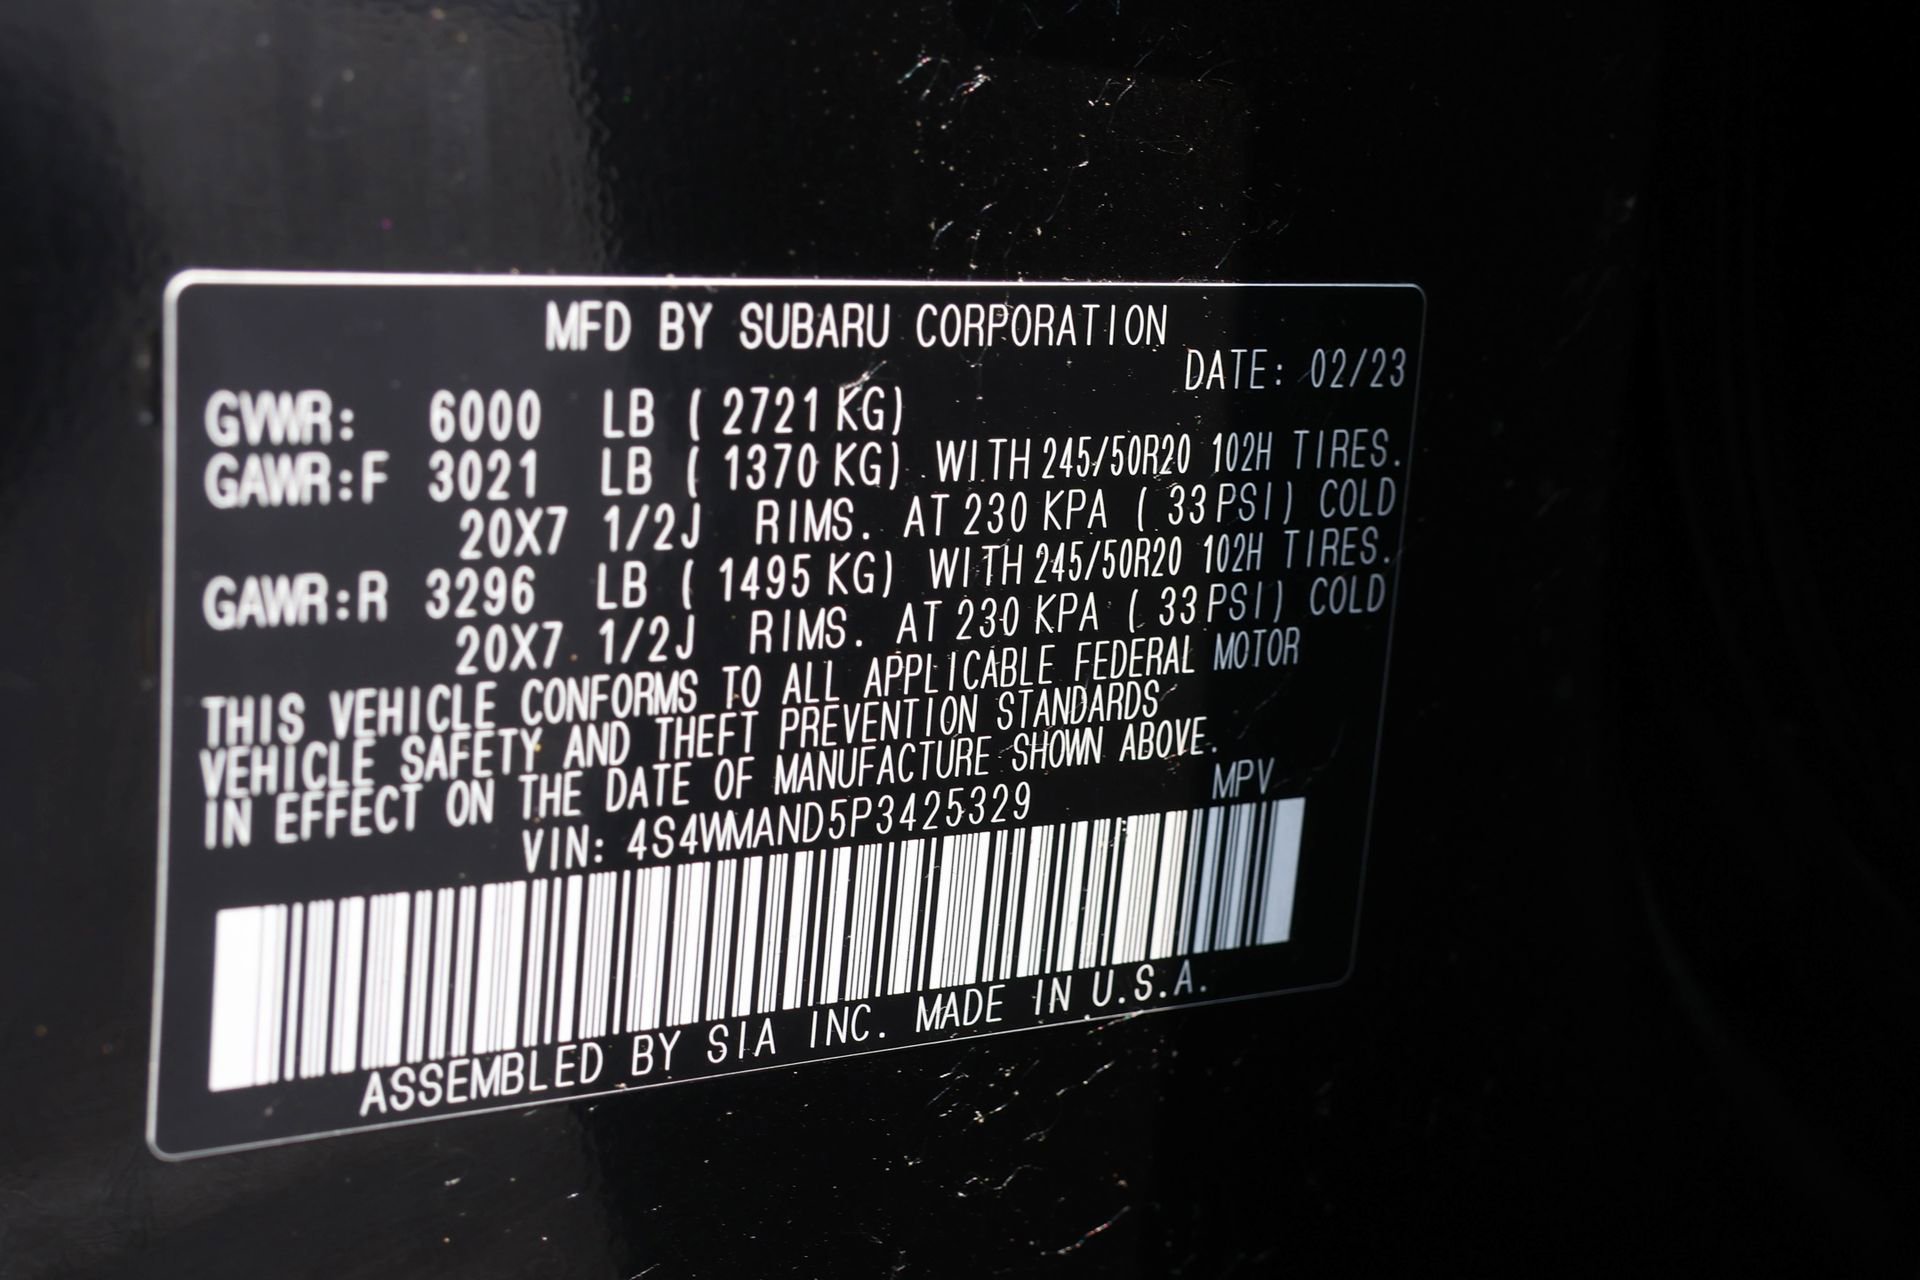 MFD BY SUBARU CORPORATION
DATE: 02/23
GVWR: 6000 LB ( 2721 KG)
GAWR:F 3021 LB ( 1370 KG) WITH 245/50R20 102H TIRES.
20X7 1/2J RIMS. AT 230 KPA ( 33 PSI) COLD
GAWR:R 3296 LB ( 1495 KG) WITH 245/50R20 102H TIRES.
20X7 1/2J RIMS. AT 230 KPA ( 33 PSI) COLD
THIS VEHICLE CONFORMS TO ALL APPLICABLE FEDERAL MOTOR
VEHICLE SAFETY AND THEFT PREVENTION STANDARDS
IN EFFECT ON THE DATE OF MANUFACTURE SHOWN ABOVE.
VIN: 4S4WMAND5P3425329 MPV
ASSEMBLED BY SIA INC. MADE IN U.S.A.